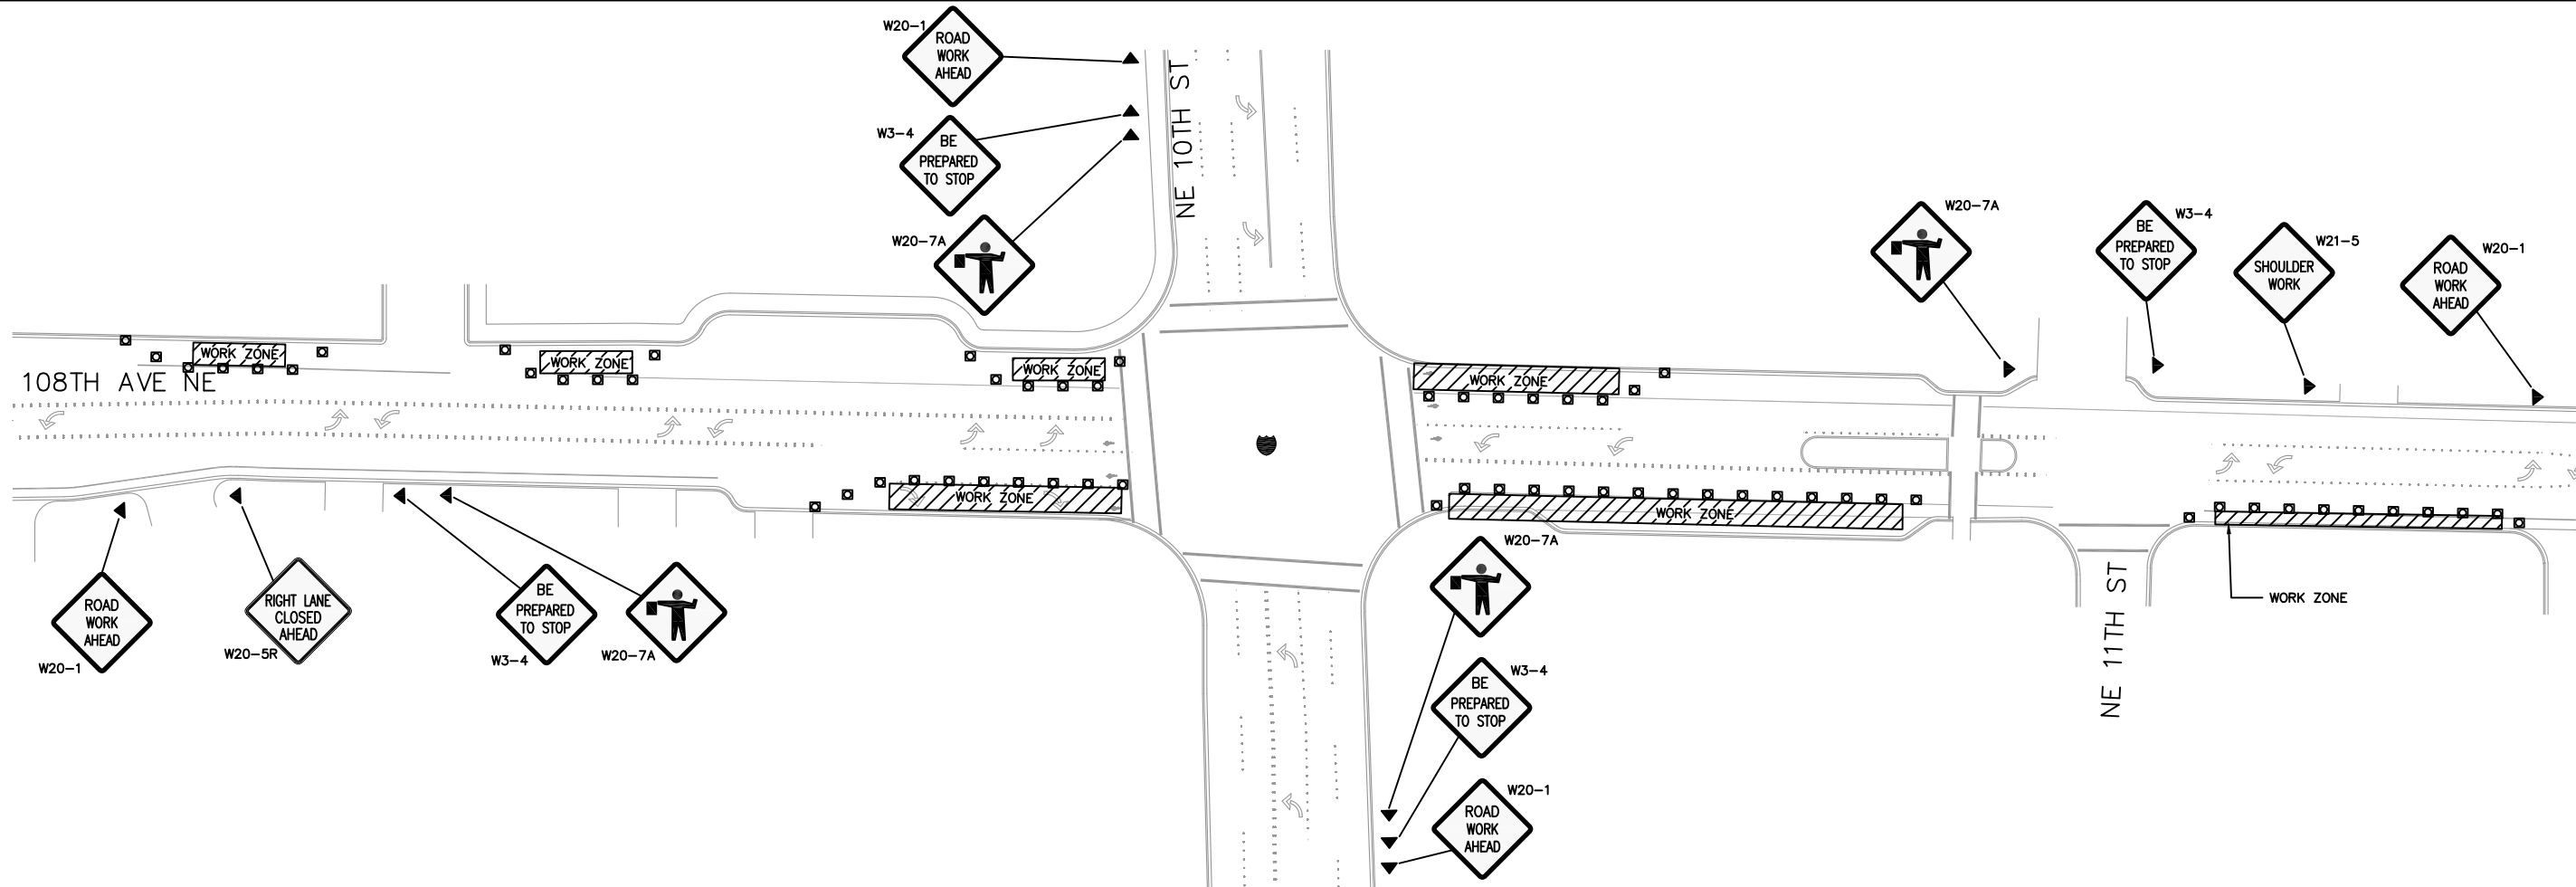 W20-1
ROAD
WORK
AHEAD
W3-4
BE
PREPARED
TO STOP
W20-7A
NE 10TH ST
W20-7A
W3-4
BE
PREPARED
TO STOP
W21-5
SHOULDER
WORK
W20-1
ROAD
WORK
AHEAD
WORK ZONE
WORK ZONE
WORK ZONE
WORK ZONE
108TH AVE NE
WORK ZONE
WORK ZONE
WORK ZONE
NE 11TH ST
ROAD
WORK
AHEAD
W20-1
RIGHT LANE
CLOSED
AHEAD
W20-5R
BE
PREPARED
TO STOP
W3-4
W20-7A
W20-7A
W3-4
BE
PREPARED
TO STOP
W20-1
ROAD
WORK
AHEAD